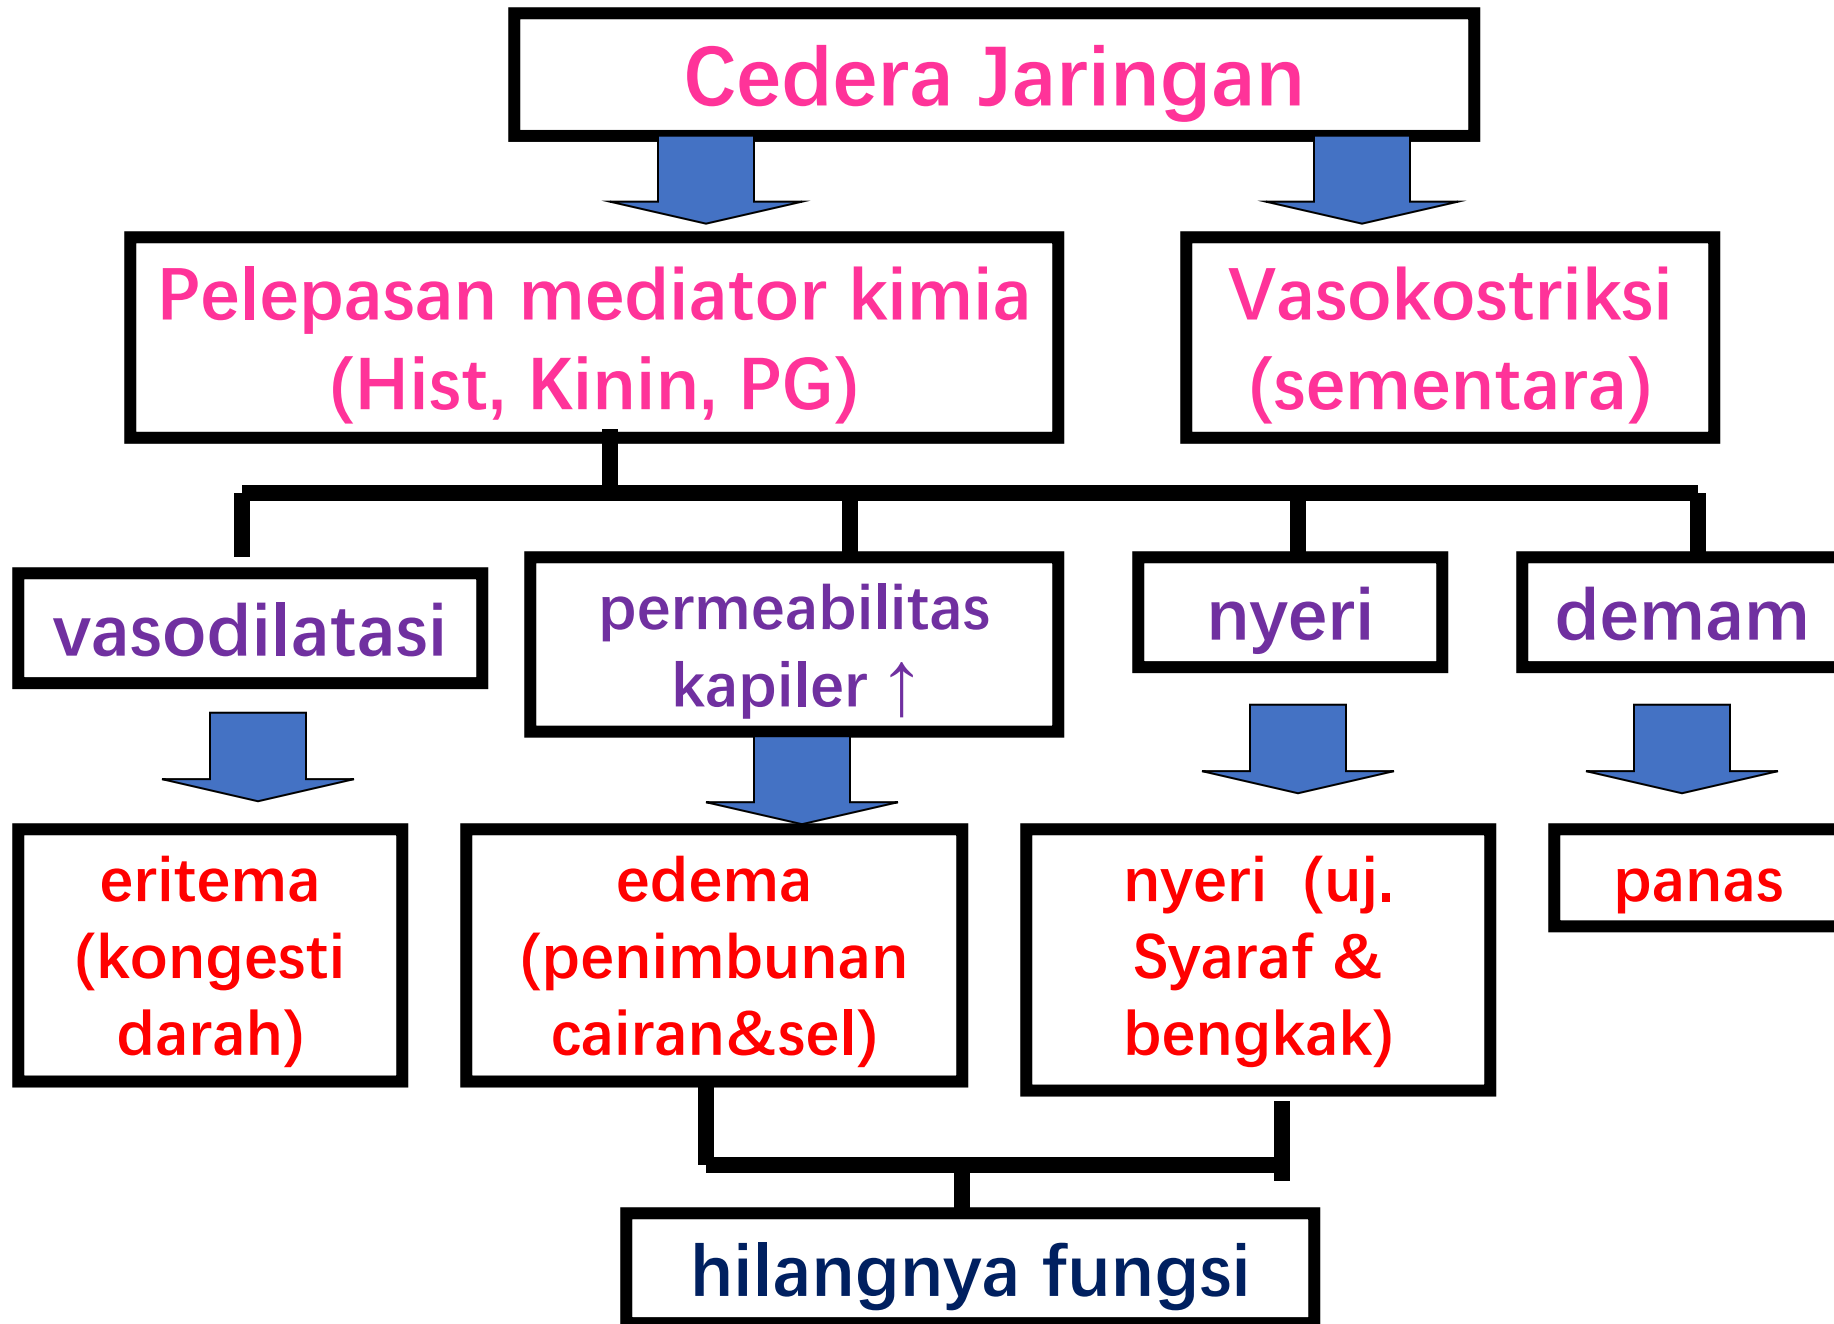 Cedera Jaringan
Pelepasan mediator kimia
(Hist, Kinin, PG)
Vasokostriksi
(sementara)
vasodilatasi
permeabilitas
kapiler ↑
nyeri
demam
eritema
(kongesti
darah)
edema
(penimbunan
cairan&sel)
nyeri (uj.
Syaraf &
bengkak)
panas
hilangnya fungsi